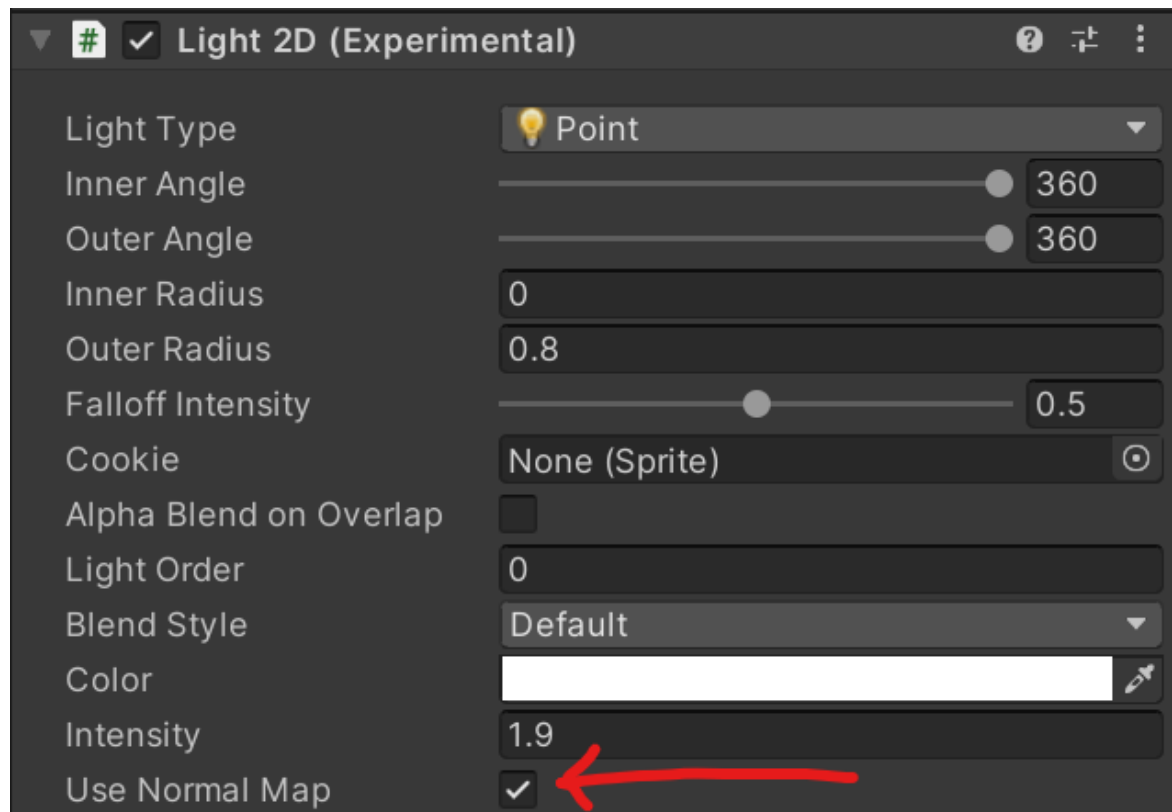 # Light 2D (Experimental)
Light Type Point
Inner Angle 360
Outer Angle 360
Inner Radius 0
Outer Radius 0.8
Falloff Intensity 0.5
Cookie None (Sprite)
Alpha Blend on Overlap
Light Order 0
Blend Style Default
Color
Intensity 1.9
Use Normal Map